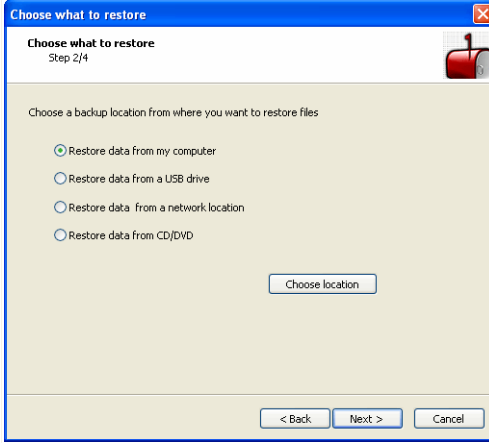 Choose what to restore
Choose what to restore
Step 2/4
Choose a backup location from where you want to restore files
Restore data from my computer
Restore data from a USB drive
Restore data  from a network location
Restore data from CD/DVD
Choose location
< Back
Next >
Cancel